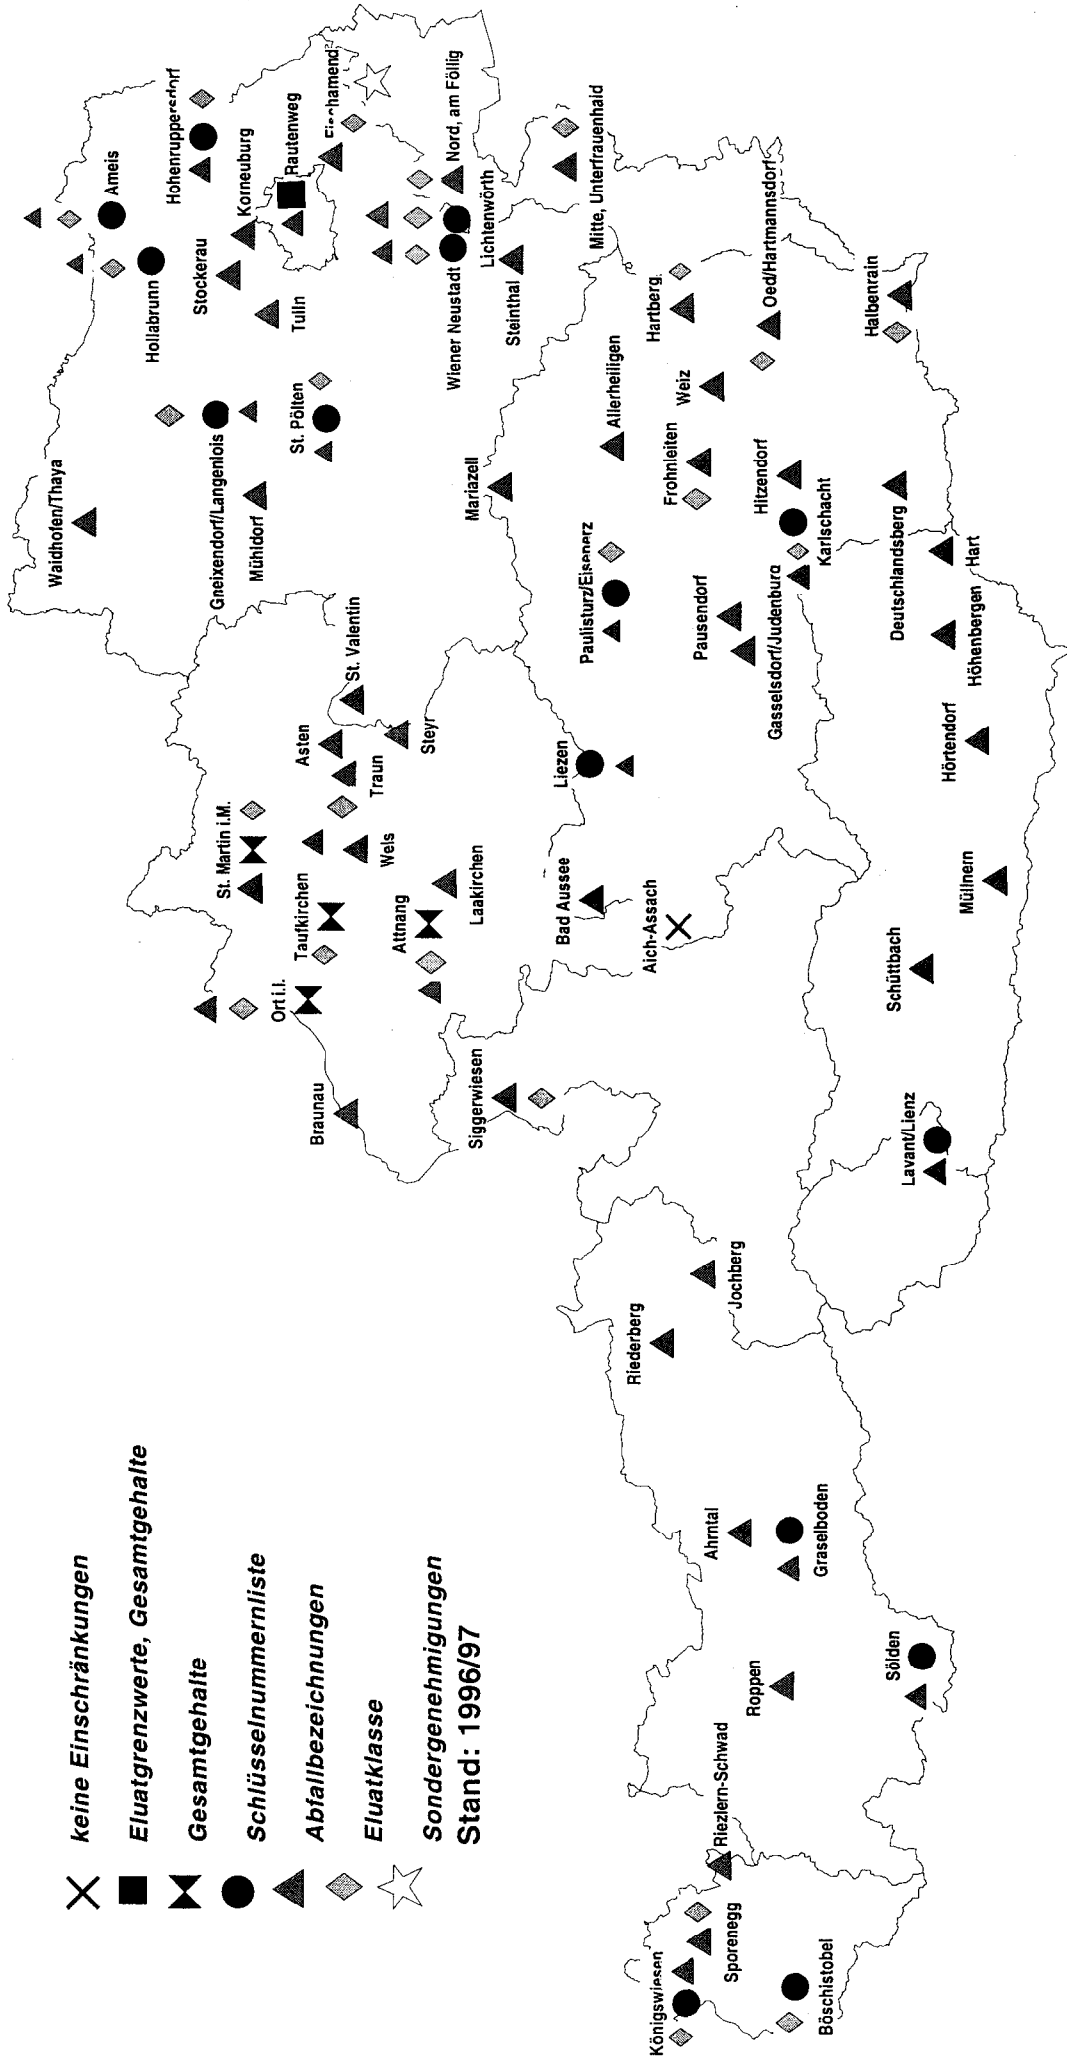 keine Einschränkungen
Eluatgrenzwerte, Gesamtgehalte
Gesamtgehalte
Schlüsselnummernliste
Abfallbezeichnungen
Eluatklasse
Sondergenehmigungen
Stand: 1996/97
Waidhofen/Thaya
Ameis
Hohenruppersdorf
Hollabrunn
Gneixendorf/Langenlois
Mühldorf
Stockerau
Korneuburg
Rautenweg
Tulln
St. Pölten
Wiener Neustadt
Lichtenwörth
Nord, am Föllig
Steinthal
Mitte, Unterfrauenhaid
St. Martin i.M.
Asten
St. Valentin
Traun
Steyr
Taufkirchen
Wels
Ort i.I.
Attnang
Laakirchen
Braunau
Siggerwiesen
Mariazell
Allerheiligen
Hartberg
Weiz
Frohnleiten
Oed/Hartmannsdorf
Halbenrain
Paulisturz/Eisenerz
Hitzendorf
Karlschacht
Pausendorf
Gasselsdorf/Judenburg
Deutschlandsberg
Liezen
Bad Aussee
Aich-Assach
Hart
Höhenbergen
Hörtendorf
Müllnern
Schüttbach
Lavant/Lienz
Riederberg
Jochberg
Ahrntal
Graselboden
Roppen
Sölden
Riezlern-Schwad
Königswiesen
Sporenegg
Böschistobel